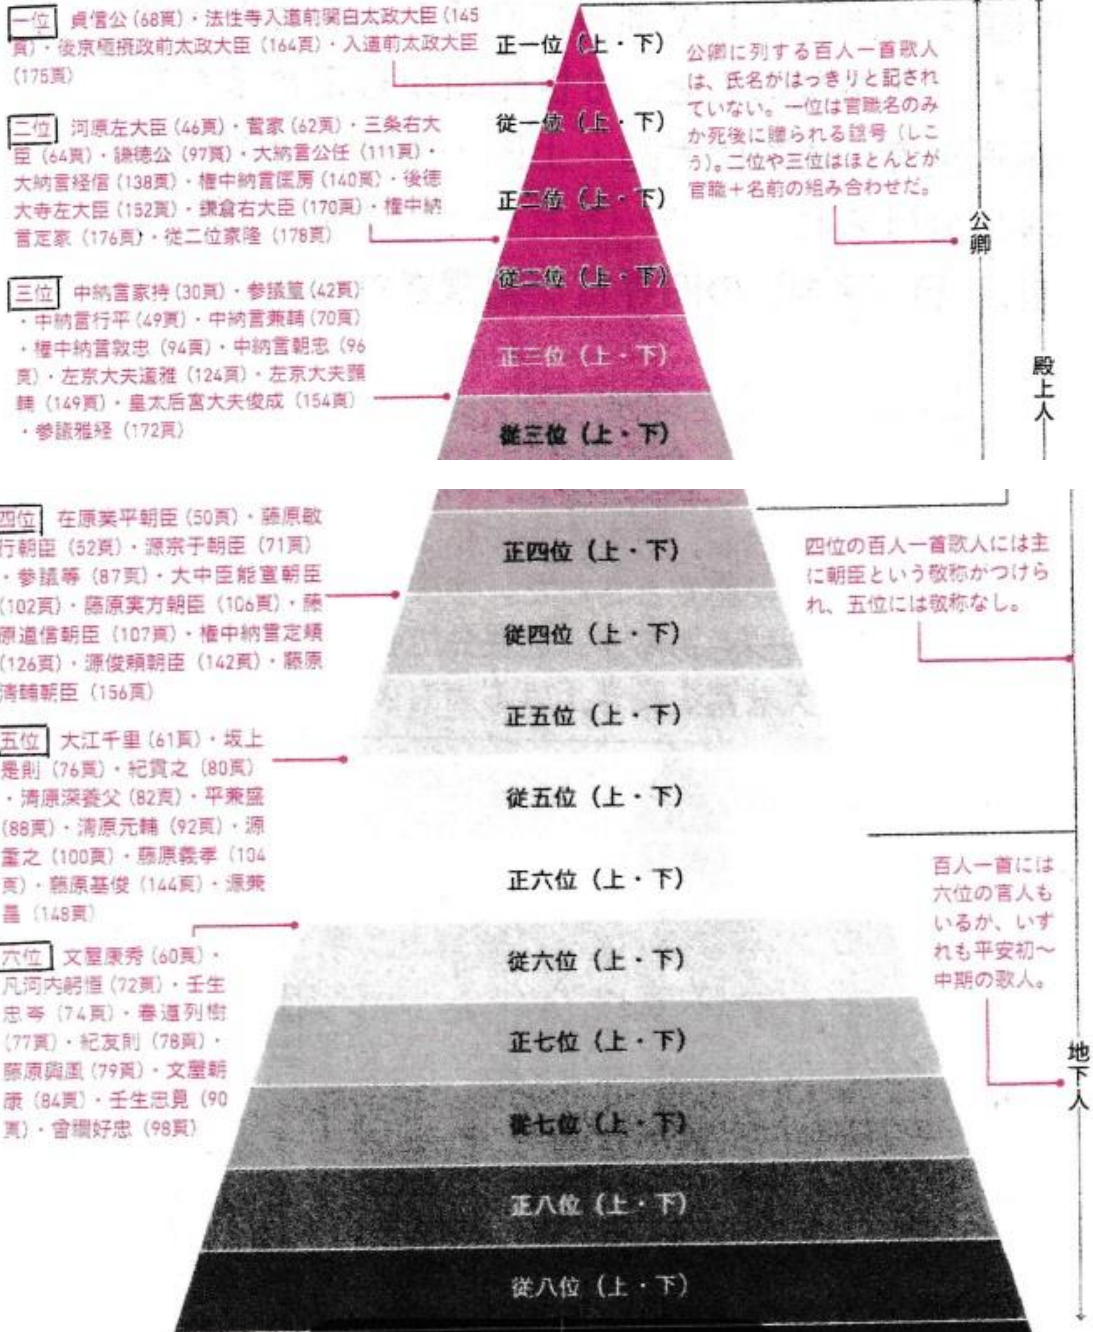 一位 貞信公(68頁)・法性寺入道前関白太政大臣(145
頁)・後京極摂政前太政大臣(164頁)・入道前太政大臣
(175頁)
二位 河原左大臣(46頁)・菅家(62頁)・三条右大
臣(64頁)・謙徳公(97頁)・大納言公任(111頁)・
大納言経信(138頁)・権中納言匡房(140頁)・後徳
大寺左大臣(152頁)・鎌倉右大臣(170頁)・権中納
言定家(176頁)・従二位家隆(178頁)
三位 中納言家持(30頁)・参議篁(42頁)
・中納言行平(49頁)・中納言兼輔(70頁)
・権中納言敦忠(94頁)・中納言朝忠(96
頁)・左京大夫道雅(124頁)・左京大夫顕
輔(149頁)・皇太后宮大夫俊成(154頁)
・参議雅経(172頁)
正一位(上・下)
従一位(上・下)
正二位(上・下)
従二位(上・下)
正三位(上・下)
従三位(上・下)
公卿に列する百人一首歌人
は、氏名がはっきりと記され
ていない。一位は官職名のみ
か死後に贈られる諡号(しご
う)。二位や三位はほとんどが
官職+名前の組み合わせだ。
公卿
殿上人
四位 在原業平朝臣(50頁)・藤原敏
行朝臣(52頁)・源宗于朝臣(71頁)
・参議等(87頁)・大中臣能宣朝臣
(102頁)・藤原実方朝臣(106頁)・藤
原道信朝臣(107頁)・権中納言定頼
(126頁)・源俊頼朝臣(142頁)・藤原
清輔朝臣(156頁)
五位 大江千里(61頁)・坂上
是則(76頁)・紀貫之(80頁)
・清原深養父(82頁)・平兼盛
(88頁)・清原元輔(92頁)・源
重之(100頁)・藤原義孝(104
頁)・藤原基俊(144頁)・源兼
昌(148頁)
六位 文屋康秀(60頁)・
凡河内躬恒(72頁)・壬生
忠岑(74頁)・春道列樹
(77頁)・紀友則(78頁)・
藤原興風(79頁)・文屋朝
康(84頁)・壬生忠見(90
頁)・曾禰好忠(98頁)
正四位(上・下)
従四位(上・下)
正五位(上・下)
従五位(上・下)
正六位(上・下)
従六位(上・下)
正七位(上・下)
従七位(上・下)
正八位(上・下)
従八位(上・下)
四位の百人一首歌人には主
に朝臣という敬称がつけら
れ、五位には敬称なし。
百人一首には
六位の官人も
いるが、いず
れも平安初〜
中期の歌人。
地下人